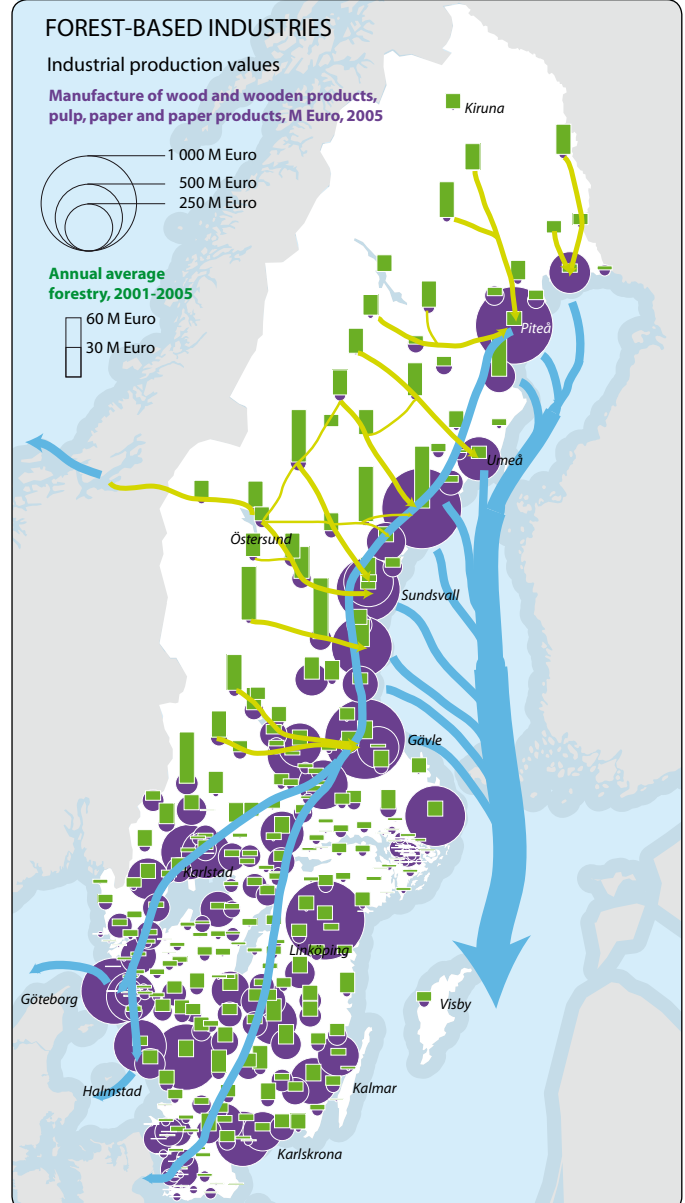 FOREST-BASED INDUSTRIES
Industrial production values
Manufacture of wood and wooden products,
pulp, paper and paper products, M Euro, 2005
1 000 M Euro
500 M Euro
250 M Euro
Annual average
forestry, 2001-2005
60 M Euro
30 M Euro
Kiruna
Piteå
Umeå
Östersund
Sundsvall
Gävle
Karlstad
Linköping
Göteborg
Visby
Halmstad
Kalmar
Karlskrona